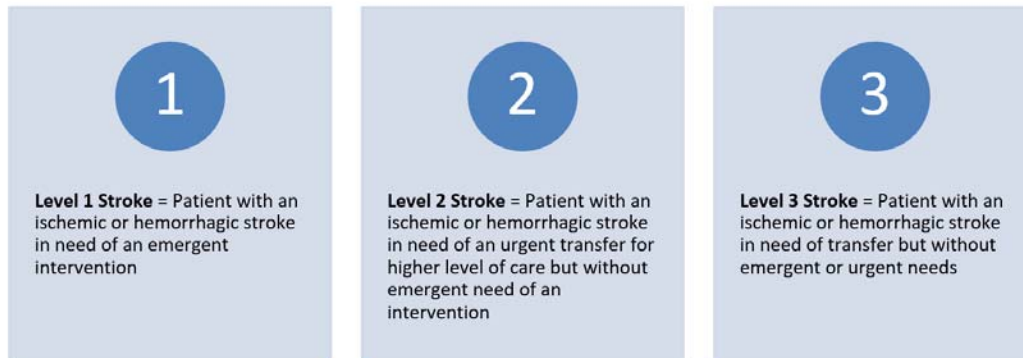 1
Level 1 Stroke = Patient with an
ischemic or hemorrhagic stroke
in need of an emergent
intervention
2
Level 2 Stroke = Patient with an
ischemic or hemorrhagic stroke
in need of an urgent transfer for
higher level of care but without
emergent need of an
intervention
3
Level 3 Stroke = Patient with an
ischemic or hemorrhagic stroke
in need of transfer but without
emergent or urgent needs